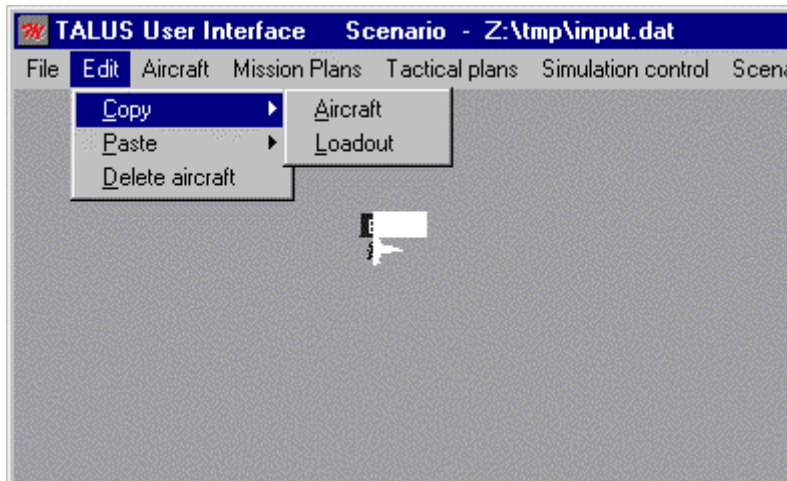 TALUS User Interface Scenario - Z:\tmp\input.dat
File Edit Aircraft Mission Plans Tactical plans Simulation control
Copy Aircraft
Paste Loadout
Delete aircraft